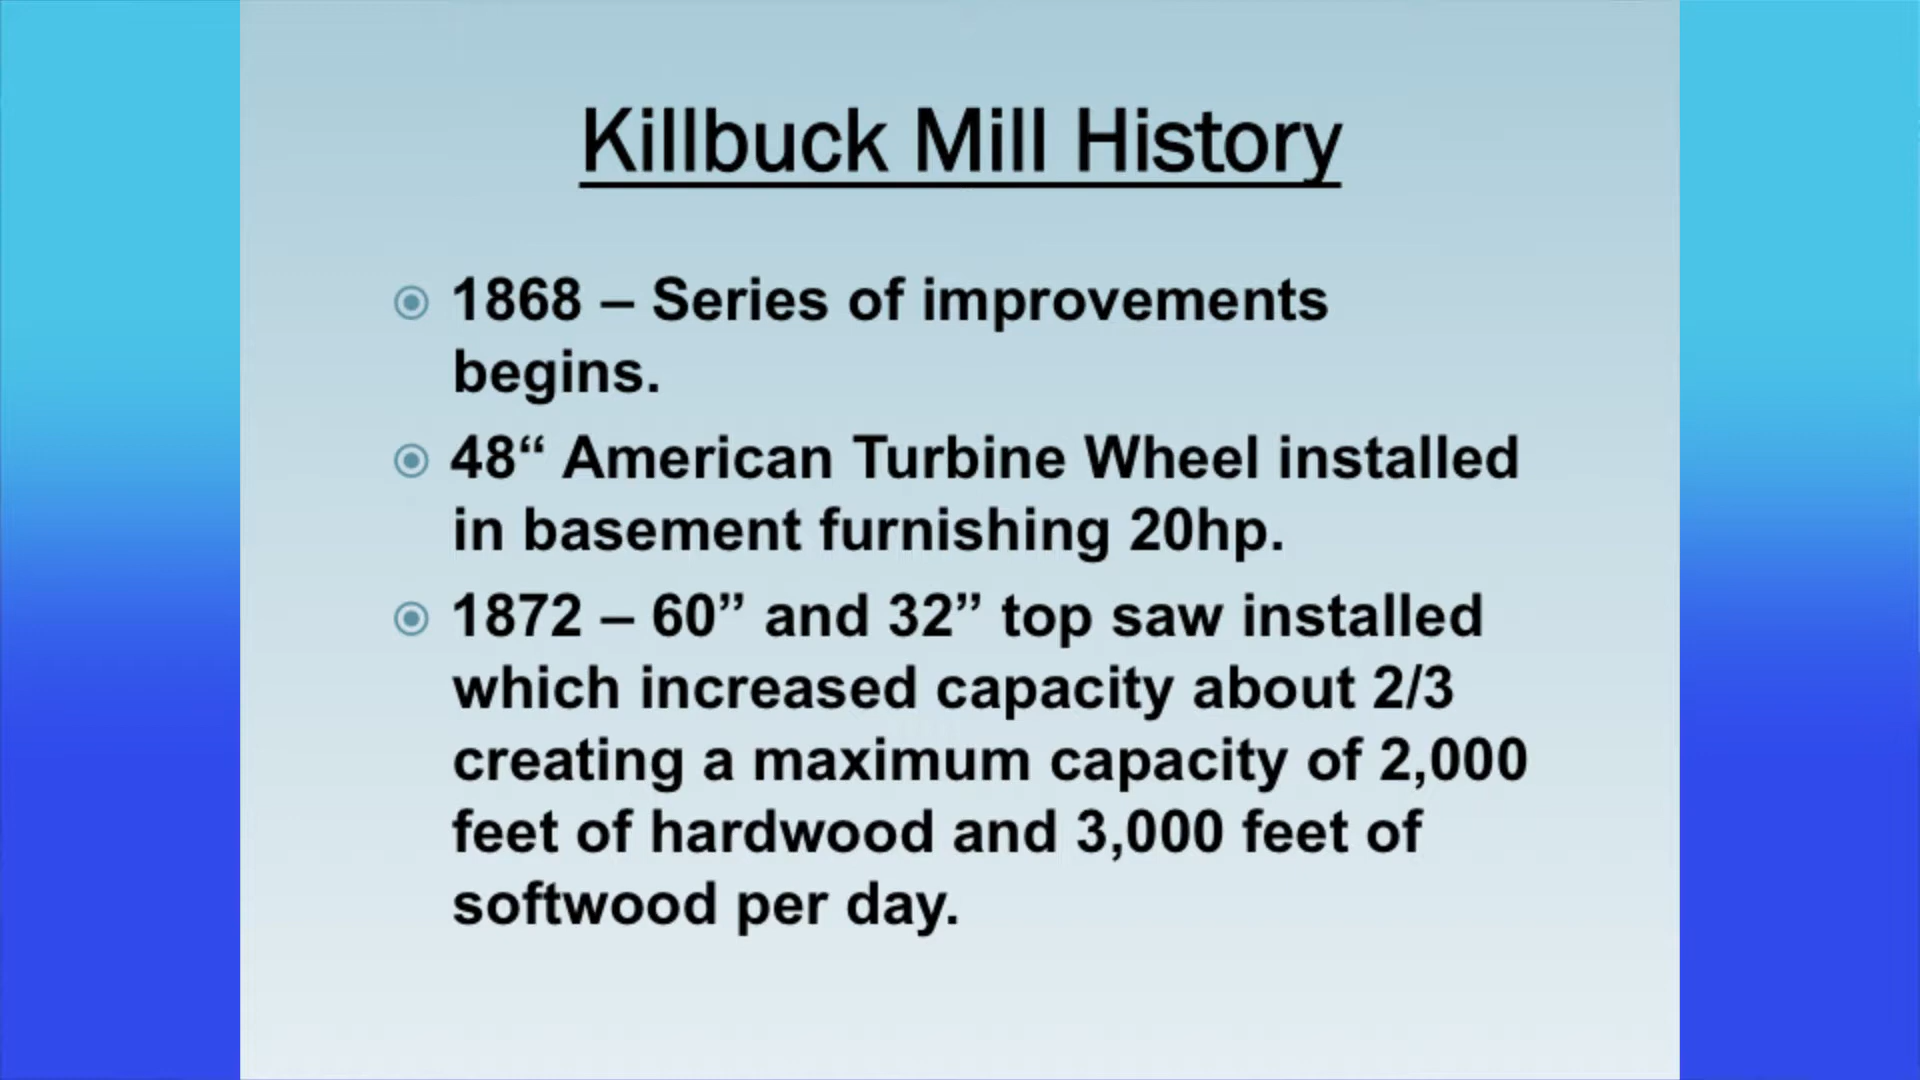 Killbuck Mill History
1868 – Series of improvements
begins.
48“ American Turbine Wheel installed
in basement furnishing 20hp.
1872 – 60” and 32” top saw installed
which increased capacity about 2/3
creating a maximum capacity of 2,000
feet of hardwood and 3,000 feet of
softwood per day.